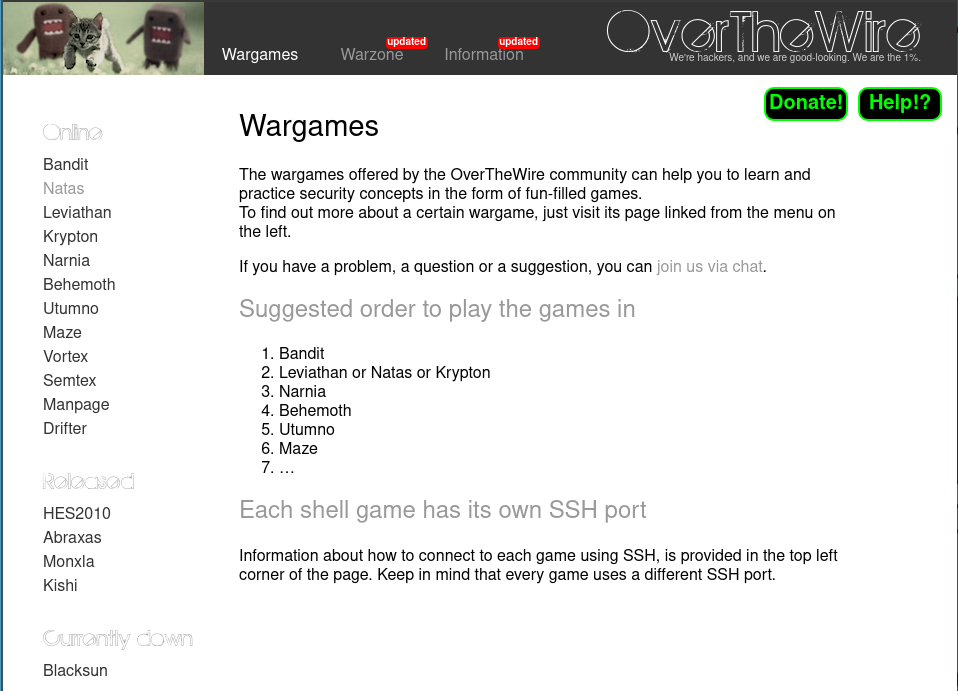 Wargames
Warzone
updated
Information
updated
OverTheWire
We're hackers, and we are good-looking. We are the 1%.
Donate!
Help!?
Online
Bandit
Natas
Leviathan
Krypton
Narnia
Behemoth
Utumno
Maze
Vortex
Semtex
Manpage
Drifter
Released
HES2010
Abraxas
Monxla
Kishi
Currently down
Blacksun
Wargames
The wargames offered by the OverTheWire community can help you to learn and
practice security concepts in the form of fun-filled games.
To find out more about a certain wargame, just visit its page linked from the menu on
the left.
If you have a problem, a question or a suggestion, you can join us via chat.
Suggested order to play the games in
1. Bandit
2. Leviathan or Natas or Krypton
3. Narnia
4. Behemoth
5. Utumno
6. Maze
7. …
Each shell game has its own SSH port
Information about how to connect to each game using SSH, is provided in the top left
corner of the page. Keep in mind that every game uses a different SSH port.